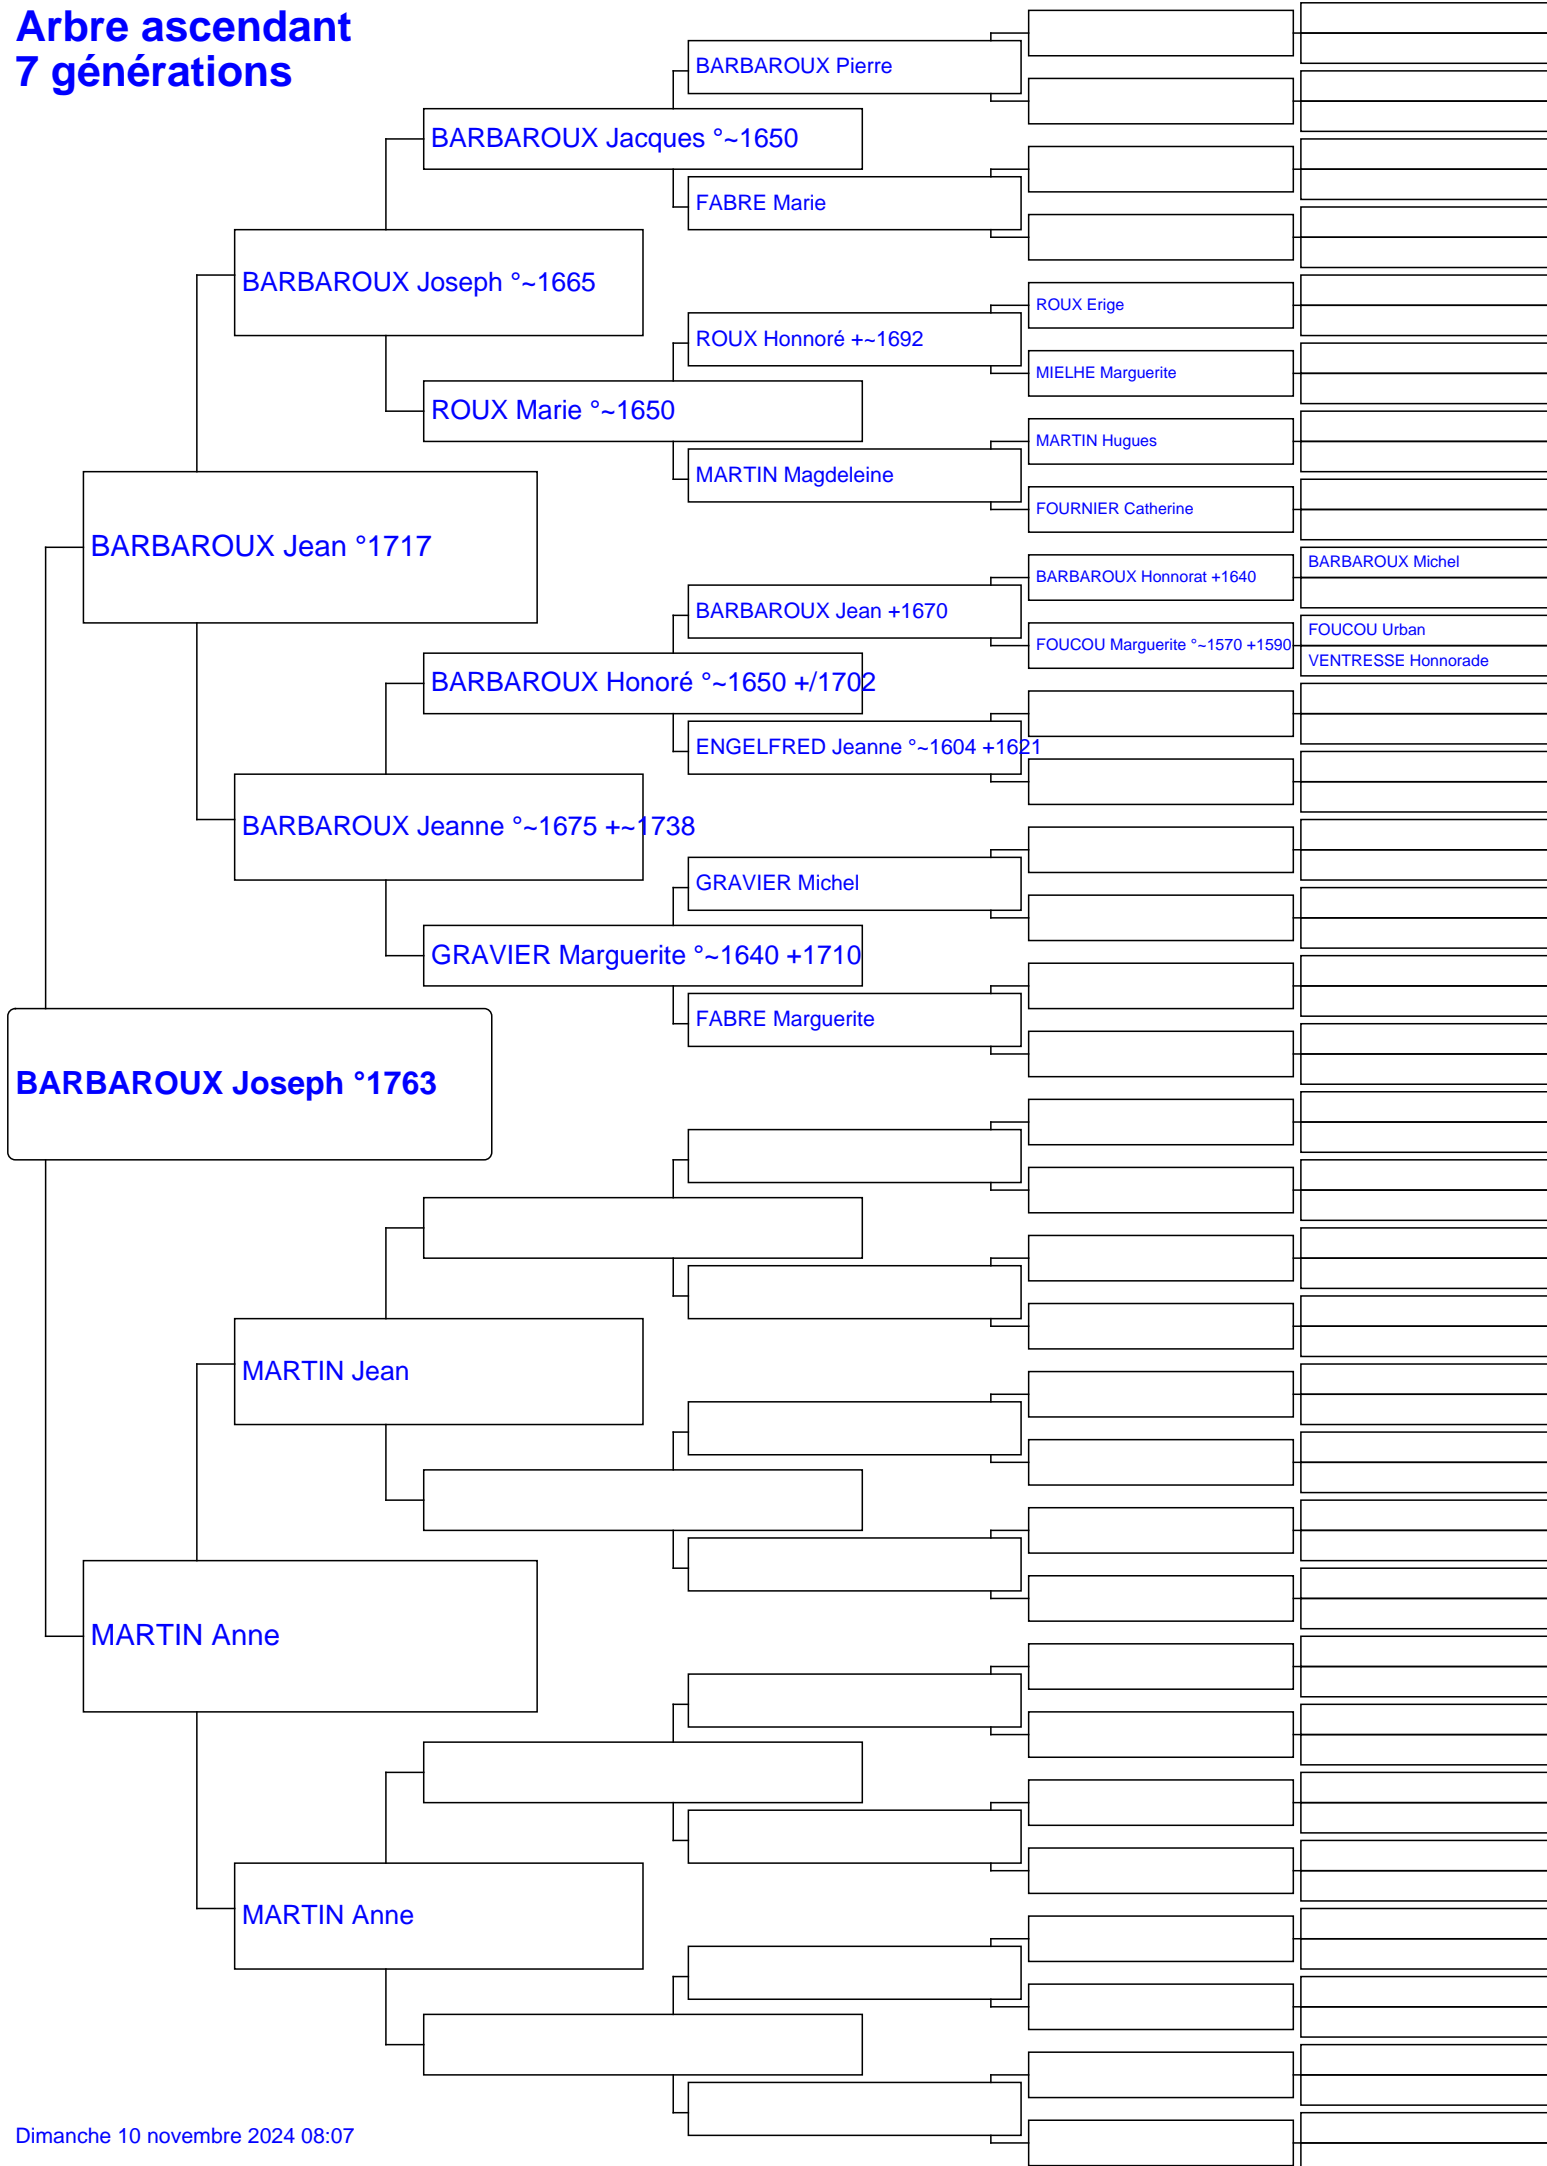 Arbre ascendant
7 générations
BARBAROUX Pierre
BARBAROUX Jacques °~1650
FABRE Marie
BARBAROUX Joseph °~1665
ROUX Erige
ROUX Honnoré +~1692
MIELHE Marguerite
ROUX Marie °~1650
MARTIN Hugues
MARTIN Magdeleine
FOURNIER Catherine
BARBAROUX Jean °1717
BARBAROUX Michel
BARBAROUX Honnorat +1640
BARBAROUX Jean +1670
FOUCOU Urban
FOUCOU Marguerite °~1570 +1590
VENTRESSE Honnorade
BARBAROUX Honoré °~1650 +/1702
ENGELFRED Jeanne °~1604 +1621
BARBAROUX Jeanne °~1675 +~1738
GRAVIER Michel
GRAVIER Marguerite °~1640 +1710
FABRE Marguerite
BARBAROUX Joseph °1763
MARTIN Jean
MARTIN Anne
MARTIN Anne
Dimanche 10 novembre 2024 08:07